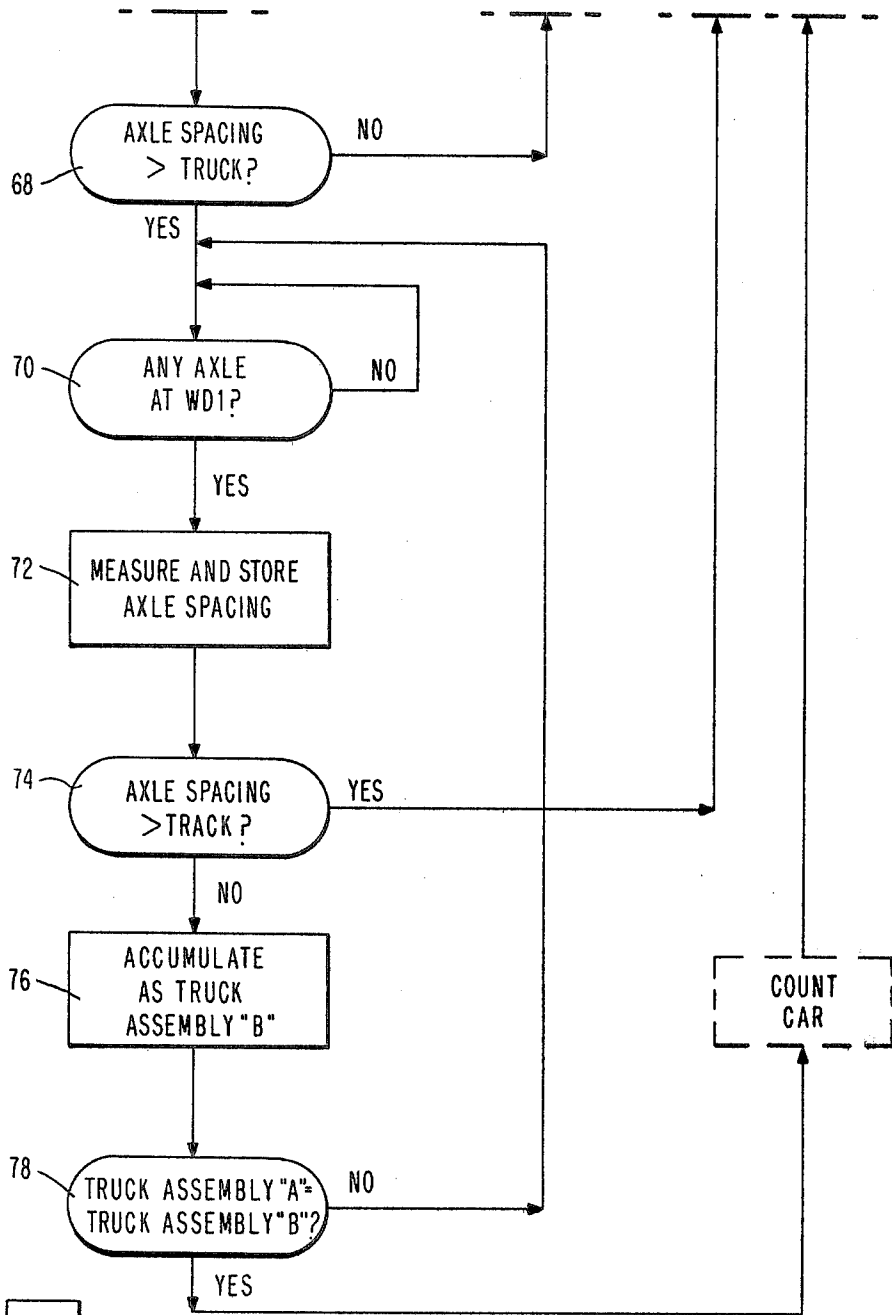 AXLE SPACING
> TRUCK?
NO
68
YES
70
ANY AXLE
AT WD1?
NO
YES
72
MEASURE AND STORE
AXLE SPACING
74
AXLE SPACING
>TRACK?
YES
NO
76
ACCUMULATE
AS TRUCK
ASSEMBLY "B"
COUNT
CAR
78
TRUCK ASSEMBLY "A"=
TRUCK ASSEMBLY "B"?
NO
YES